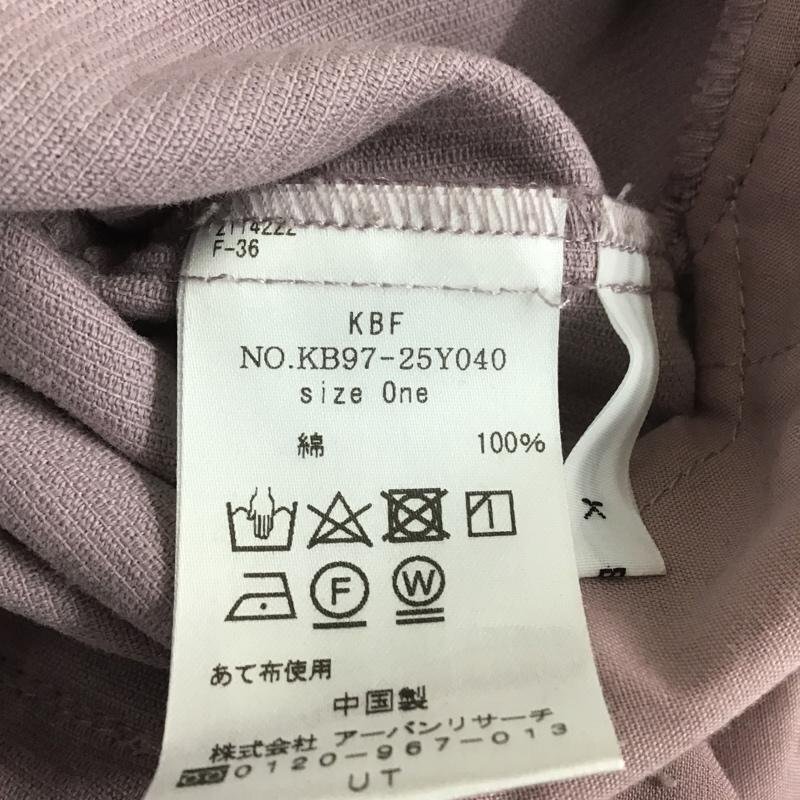 2114222
F-36
KBF
NO.KB97-25Y040
size One
綿 100%
F W
あて布使用
中国製
株式会社 アーバンリサーチ
0120-967-013
UT